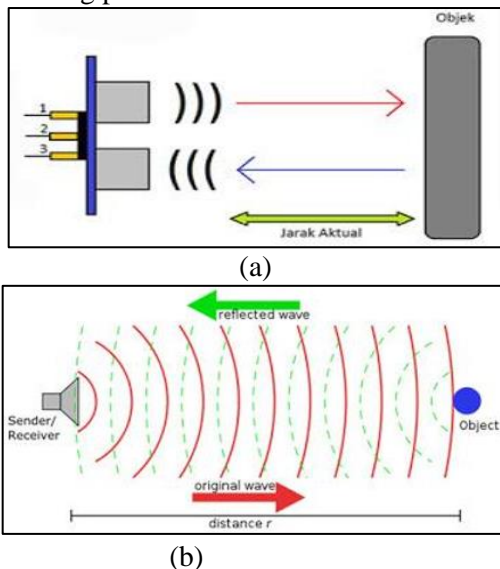 Objek
1
2
3
Jarak Aktual
(a)
reflected wave
Sender/
Receiver
Object
original wave
distance r
(b)